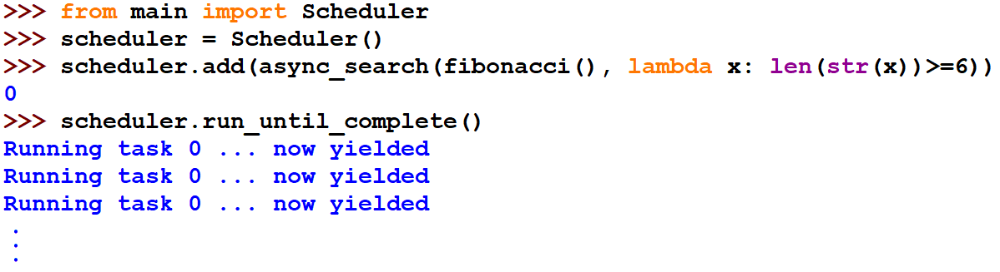 >>> from main import Scheduler
>>> scheduler = Scheduler()
>>> scheduler.add(async_search(fibonacci(), lambda x: len(str(x))>=6))
0
>>> scheduler.run_until_complete()
Running task 0 ... now yielded
Running task 0 ... now yielded
Running task 0 ... now yielded
.
.
.